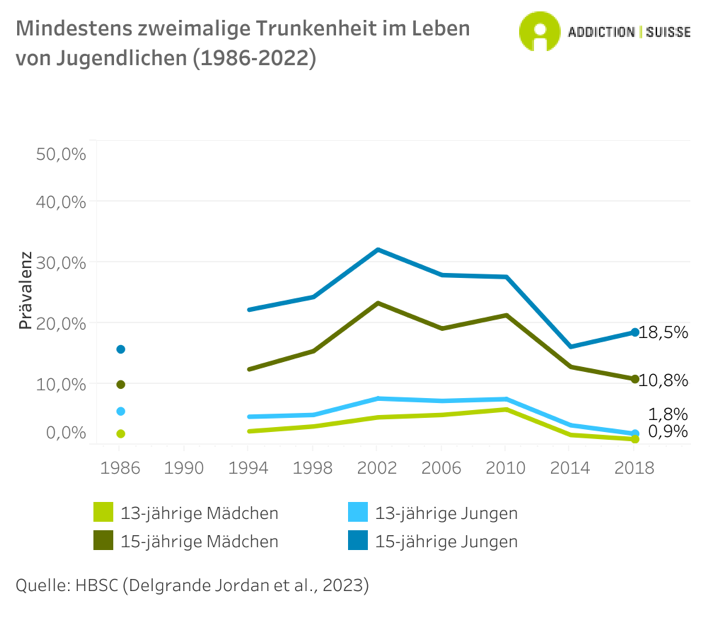 Mindestens zweimalige Trunkenheit im Leben
von Jugendlichen (1986-2022)
ADDICTION | SUISSE
50,0%
40,0%
30,0%
20,0%
10,0%
0,0%
Prävalenz
18,5%
10,8%
1,8%
0,9%
1986 1990 1994 1998 2002 2006 2010 2014 2018
13-jährige Mädchen 13-jährige Jungen
15-jährige Mädchen 15-jährige Jungen
Quelle: HBSC (Delgrande Jordan et al., 2023)